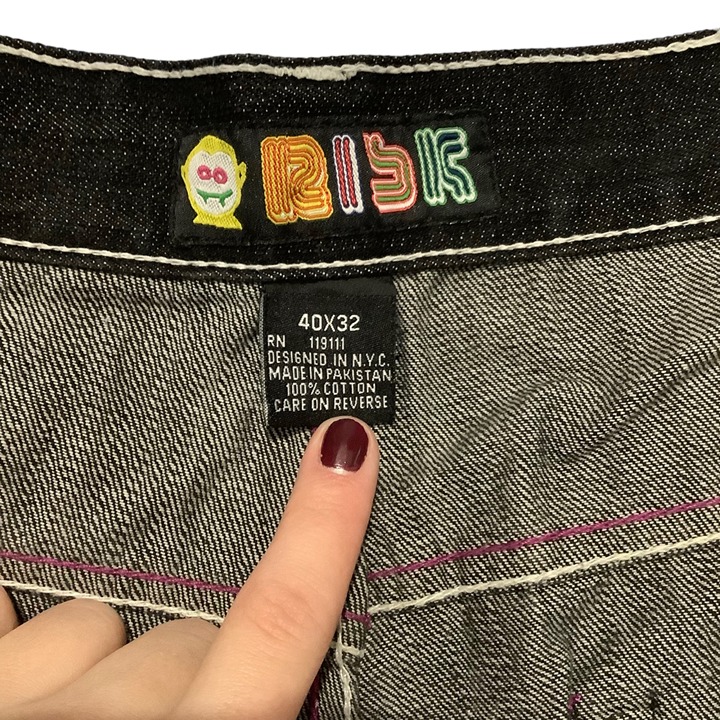 RISK
40X32
RN 119111
DESIGNED IN N.Y.C.
MADE IN PAKISTAN
100% COTTON
CARE ON REVERSE